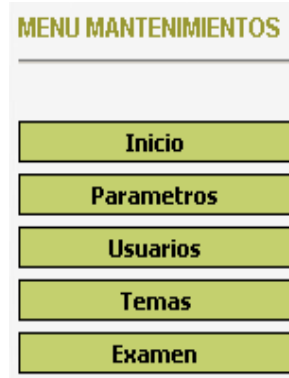 MENU MANTENIMIENTOS
Inicio
Parametros
Usuarios
Temas
Examen